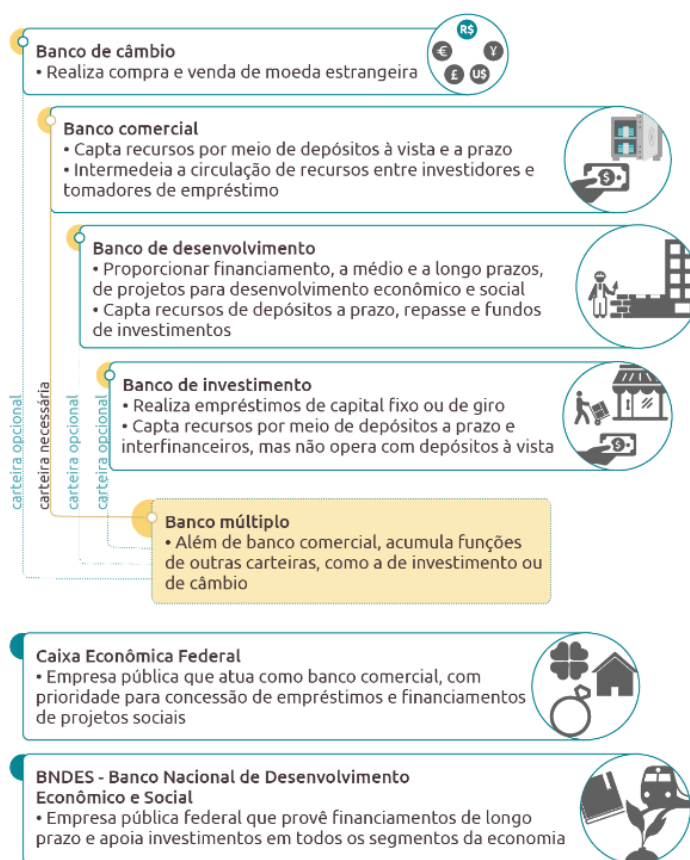 Banco de câmbio
• Realiza compra e venda de moeda estrangeira
R$
€
¥
£
U$
Banco comercial
• Capta recursos por meio de depósitos à vista e a prazo
• Intermedeia a circulação de recursos entre investidores e
tomadores de empréstimo
$
Banco de desenvolvimento
• Proporcionar financiamento, a médio e a longo prazos,
de projetos para desenvolvimento econômico e social
• Capta recursos de depósitos a prazo, repasse e fundos
de investimentos
Banco de investimento
• Realiza empréstimos de capital fixo ou de giro
• Capta recursos por meio de depósitos a prazo e
interfinanceiros, mas não opera com depósitos à vista
$
carteira opcional
carteira necessária
carteira opcional
carteira opcional
Banco múltiplo
• Além de banco comercial, acumula funções
de outras carteiras, como a de investimento ou
de câmbio
Caixa Econômica Federal
• Empresa pública que atua como banco comercial, com
prioridade para concessão de empréstimos e financiamentos
de projetos sociais
BNDES - Banco Nacional de Desenvolvimento
Econômico e Social
• Empresa pública federal que provê financiamentos de longo
prazo e apoia investimentos em todos os segmentos da economia